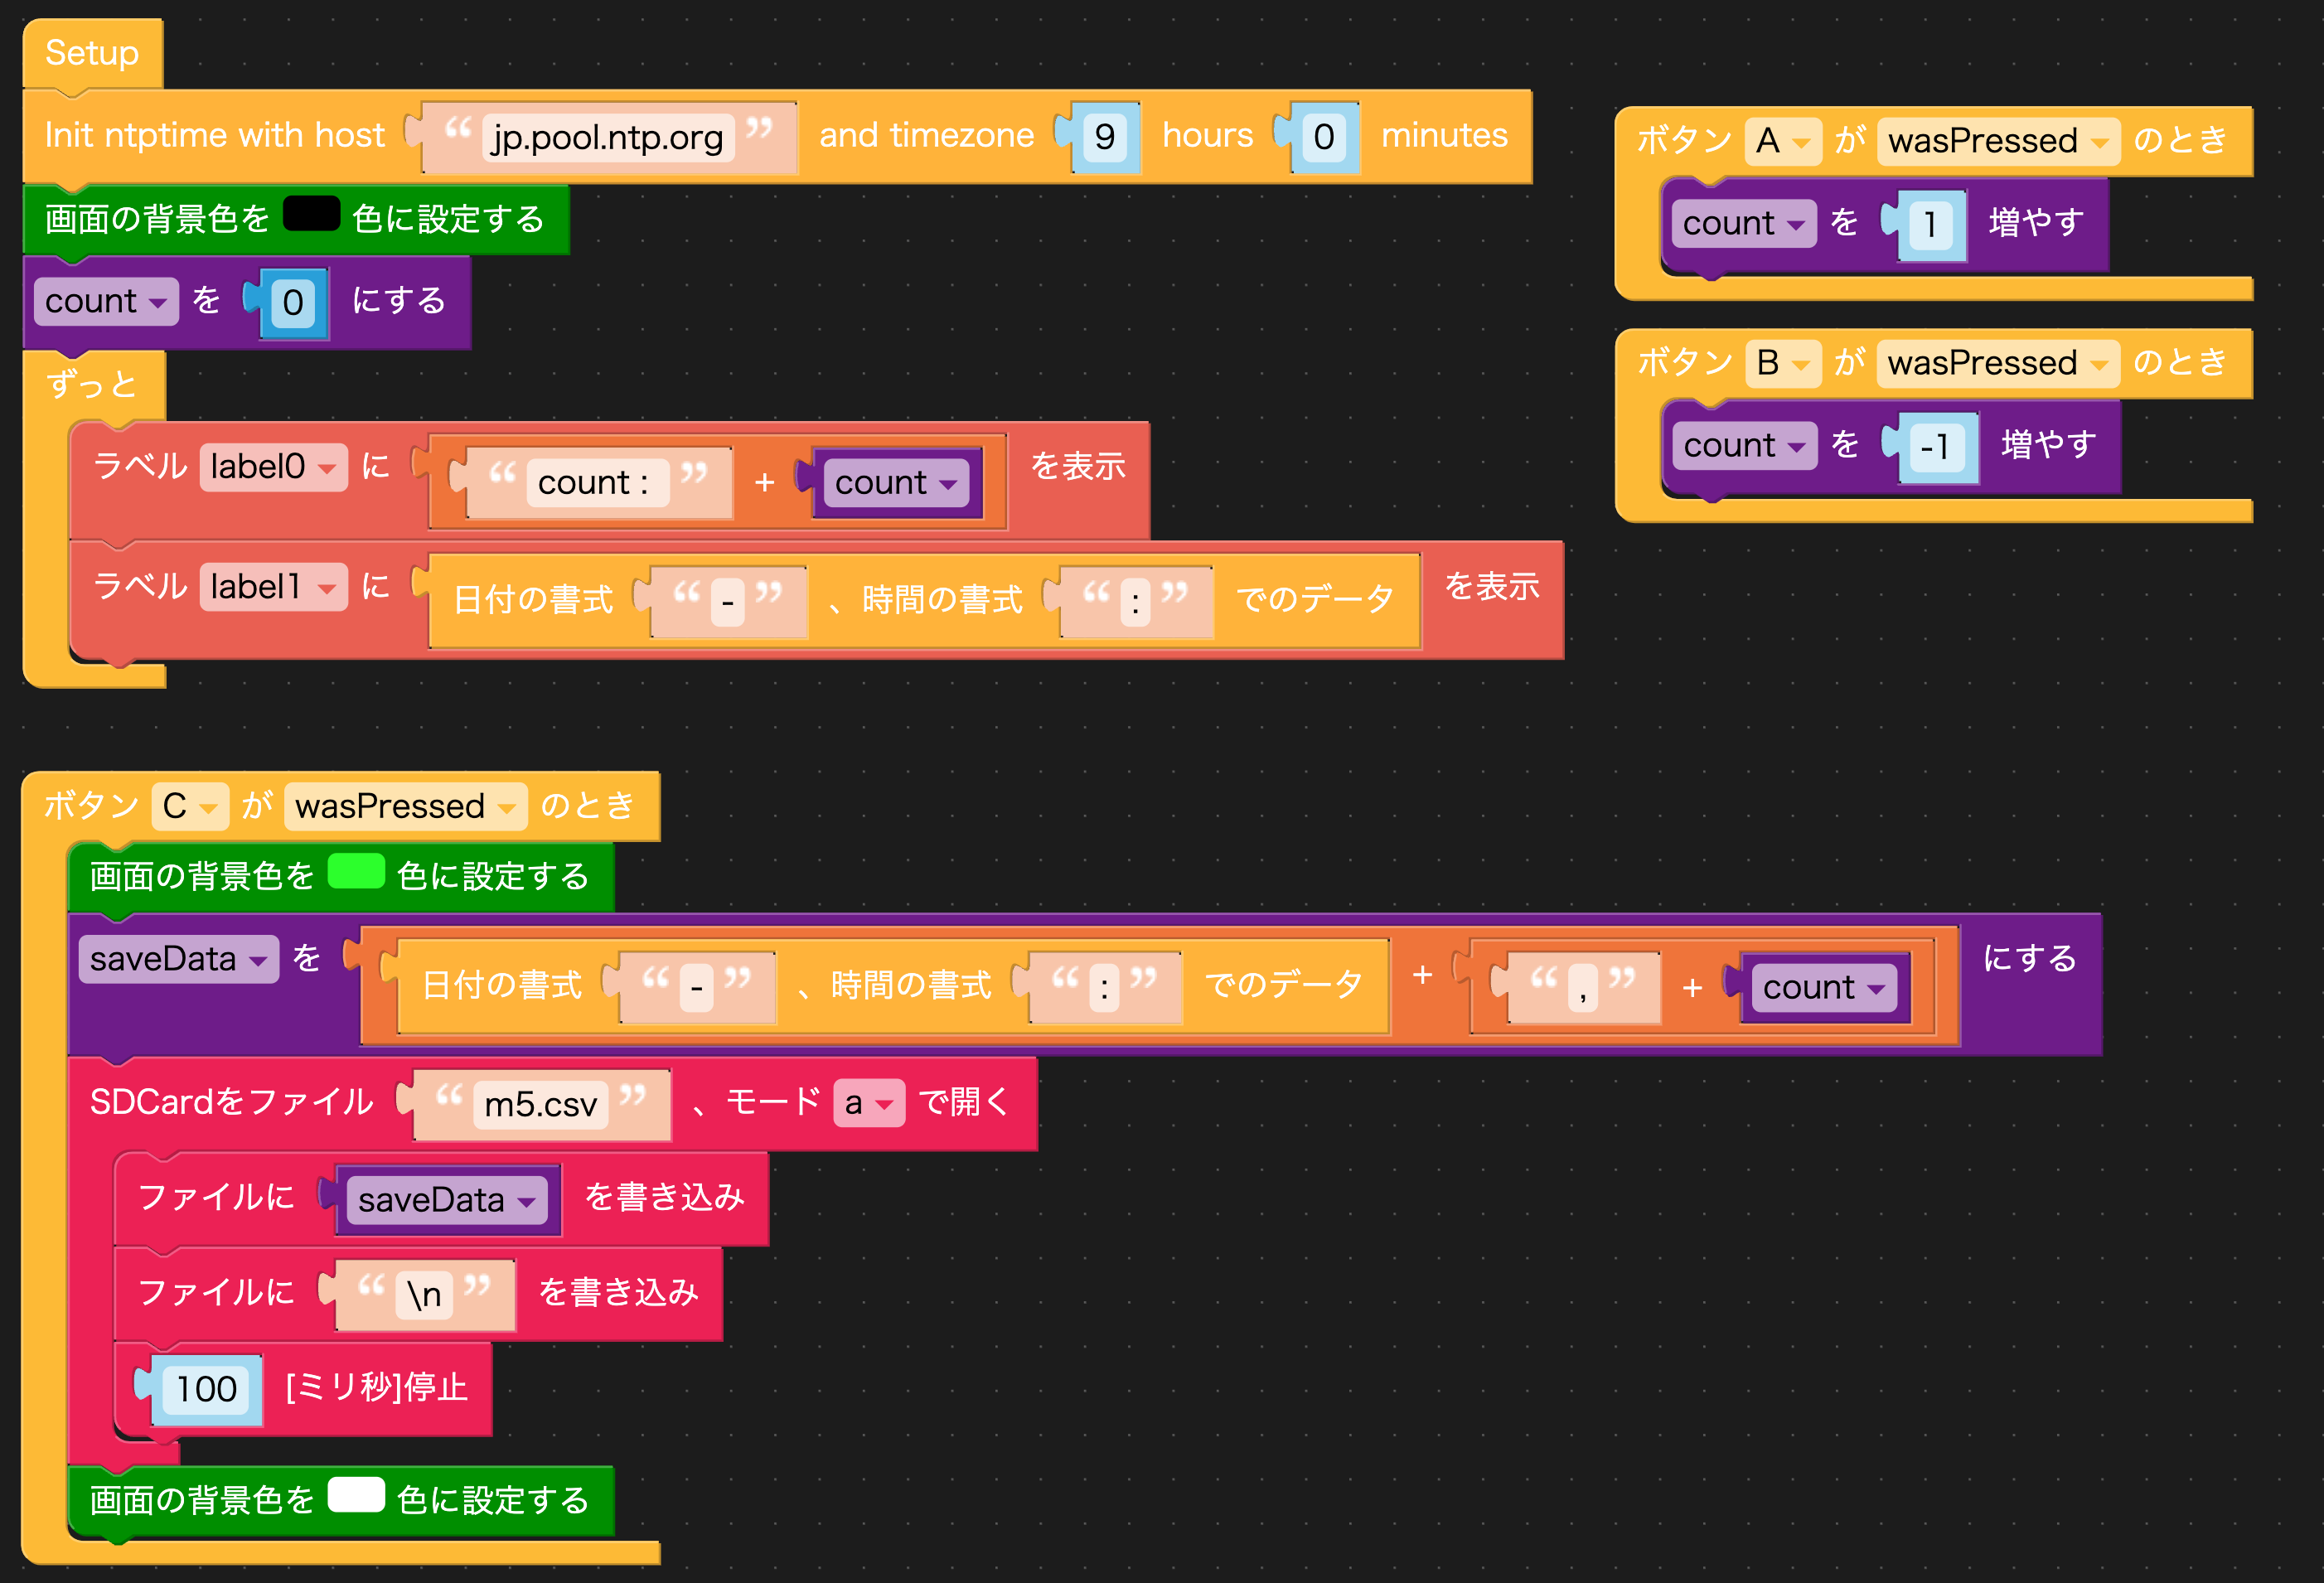 Setup
Init ntptime with host “ jp.pool.ntp.org ” and timezone 9 hours 0 minutes
画面の背景色を 色に設定する
count を 0 にする
ずっと
ラベル label0 に “ count : ” + count を表示
ラベル label1 に 日付の書式 “ - ” 、時間の書式 “ : ” でのデータ を表示
ボタン A が wasPressed のとき
count を 1 増やす
ボタン B が wasPressed のとき
count を -1 増やす
ボタン C が wasPressed のとき
画面の背景色を 色に設定する
saveData を 日付の書式 “ - ” 、時間の書式 “ : ” でのデータ + “ , ” + count にする
SDCardをファイル “ m5.csv ” 、モード a で開く
ファイルに saveData を書き込み
ファイルに “ \n ” を書き込み
100 [ミリ秒]停止
画面の背景色を 色に設定する